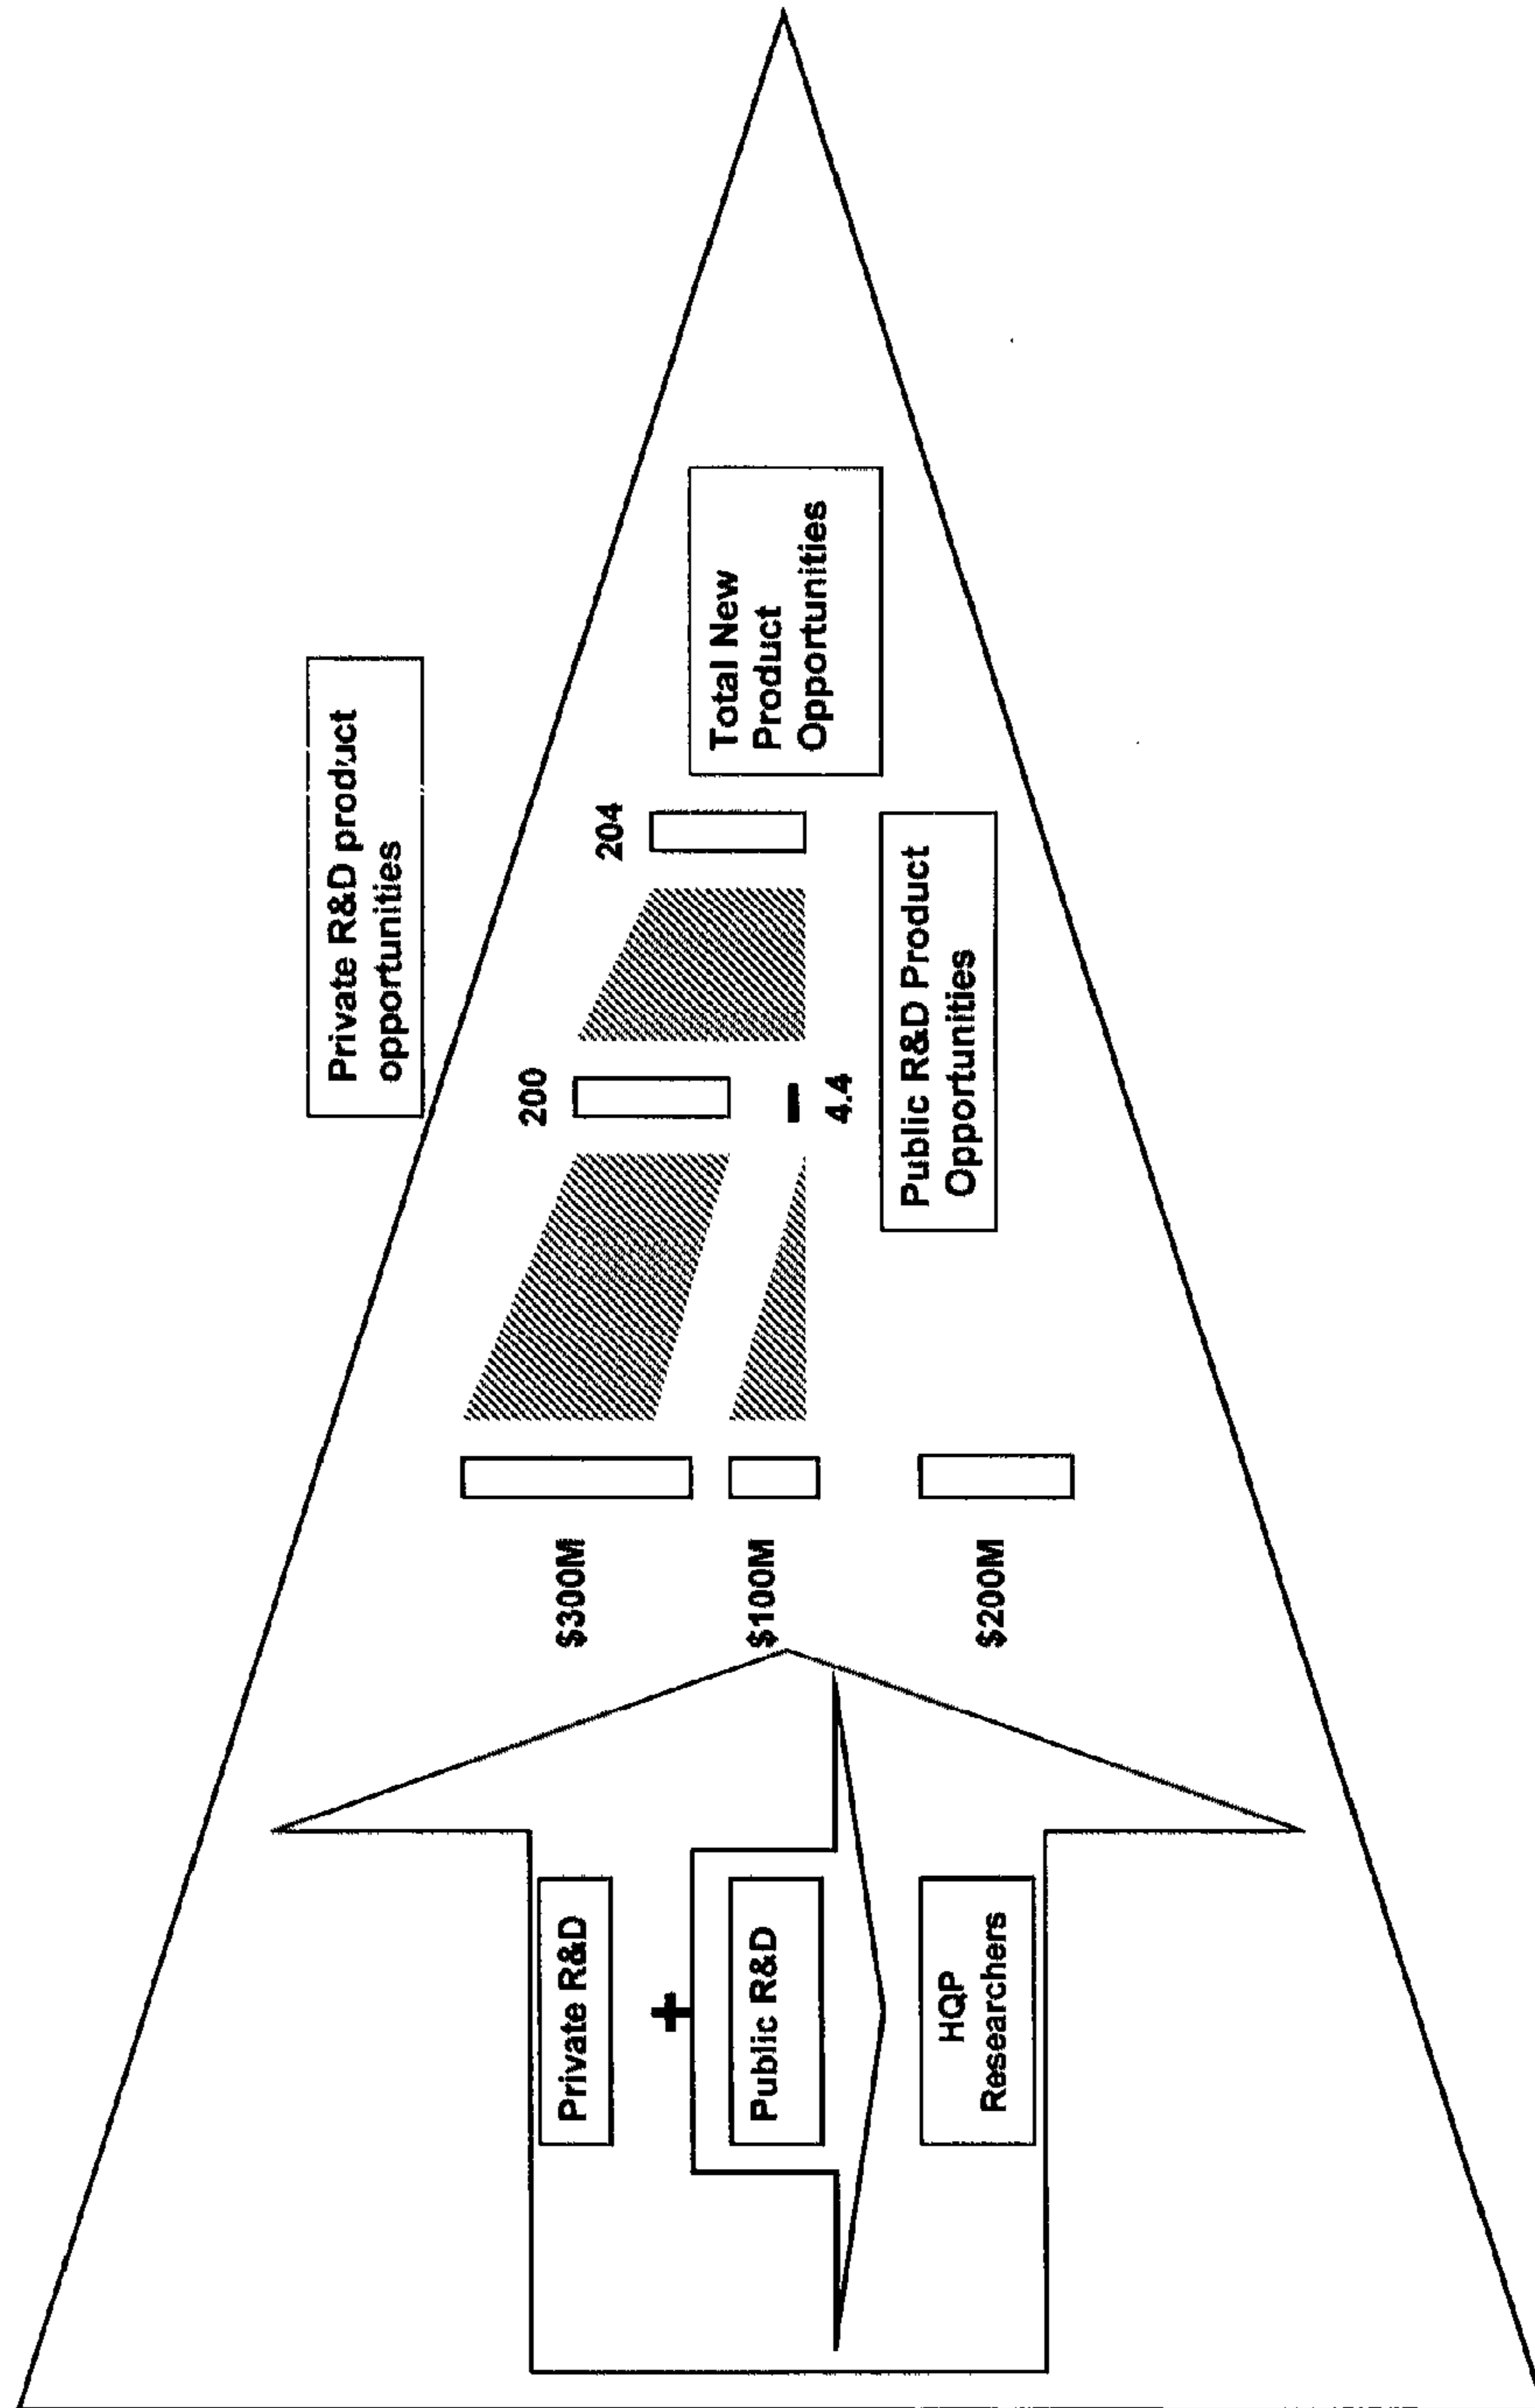 Private R&D product
opportunities
200
204
Total New
Product
Opportunities
4.4
Public R&D Product
Opportunities
$300M
$100M
$200M
Private R&D
+
Public R&D
HQP
Researchers